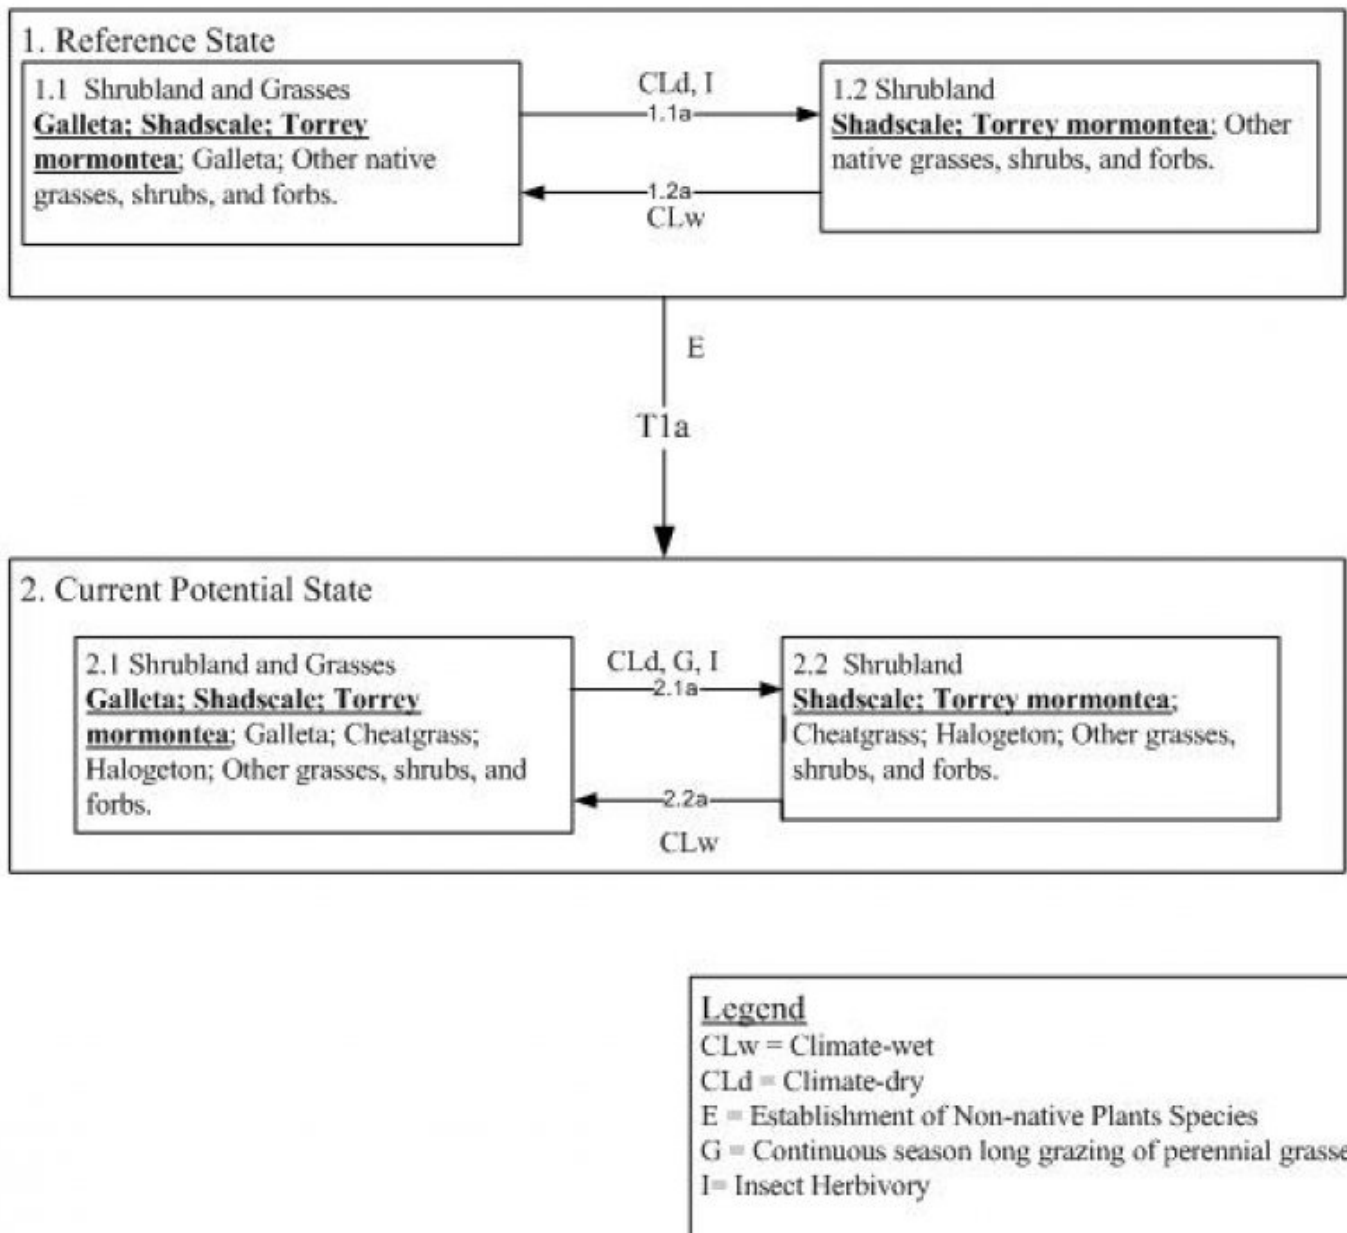 1. Reference State
1.1 Shrubland and Grasses
Galleta; Shadscale; Torrey
mormontea; Galleta; Other native
grasses, shrubs, and forbs.
CLd, I
1.1a
1.2a
CLw
1.2 Shrubland
Shadscale; Torrey mormontea; Other
native grasses, shrubs, and forbs.
E
T1a
2. Current Potential State
2.1 Shrubland and Grasses
Galleta; Shadscale; Torrey
mormontea; Galleta; Cheatgrass;
Halogeton; Other grasses, shrubs, and
forbs.
CLd, G, I
2.1a
2.2a
CLw
2.2 Shrubland
Shadscale; Torrey mormontea;
Cheatgrass; Halogeton; Other grasses,
shrubs, and forbs.
Legend
CLw = Climate-wet
CLd = Climate-dry
E = Establishment of Non-native Plants Species
G = Continuous season long grazing of perennial grasse
I= Insect Herbivory